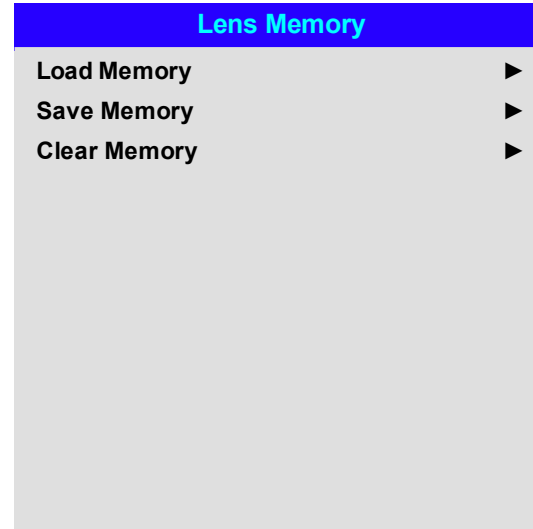 Lens Memory
Load Memory ►
Save Memory ►
Clear Memory ►